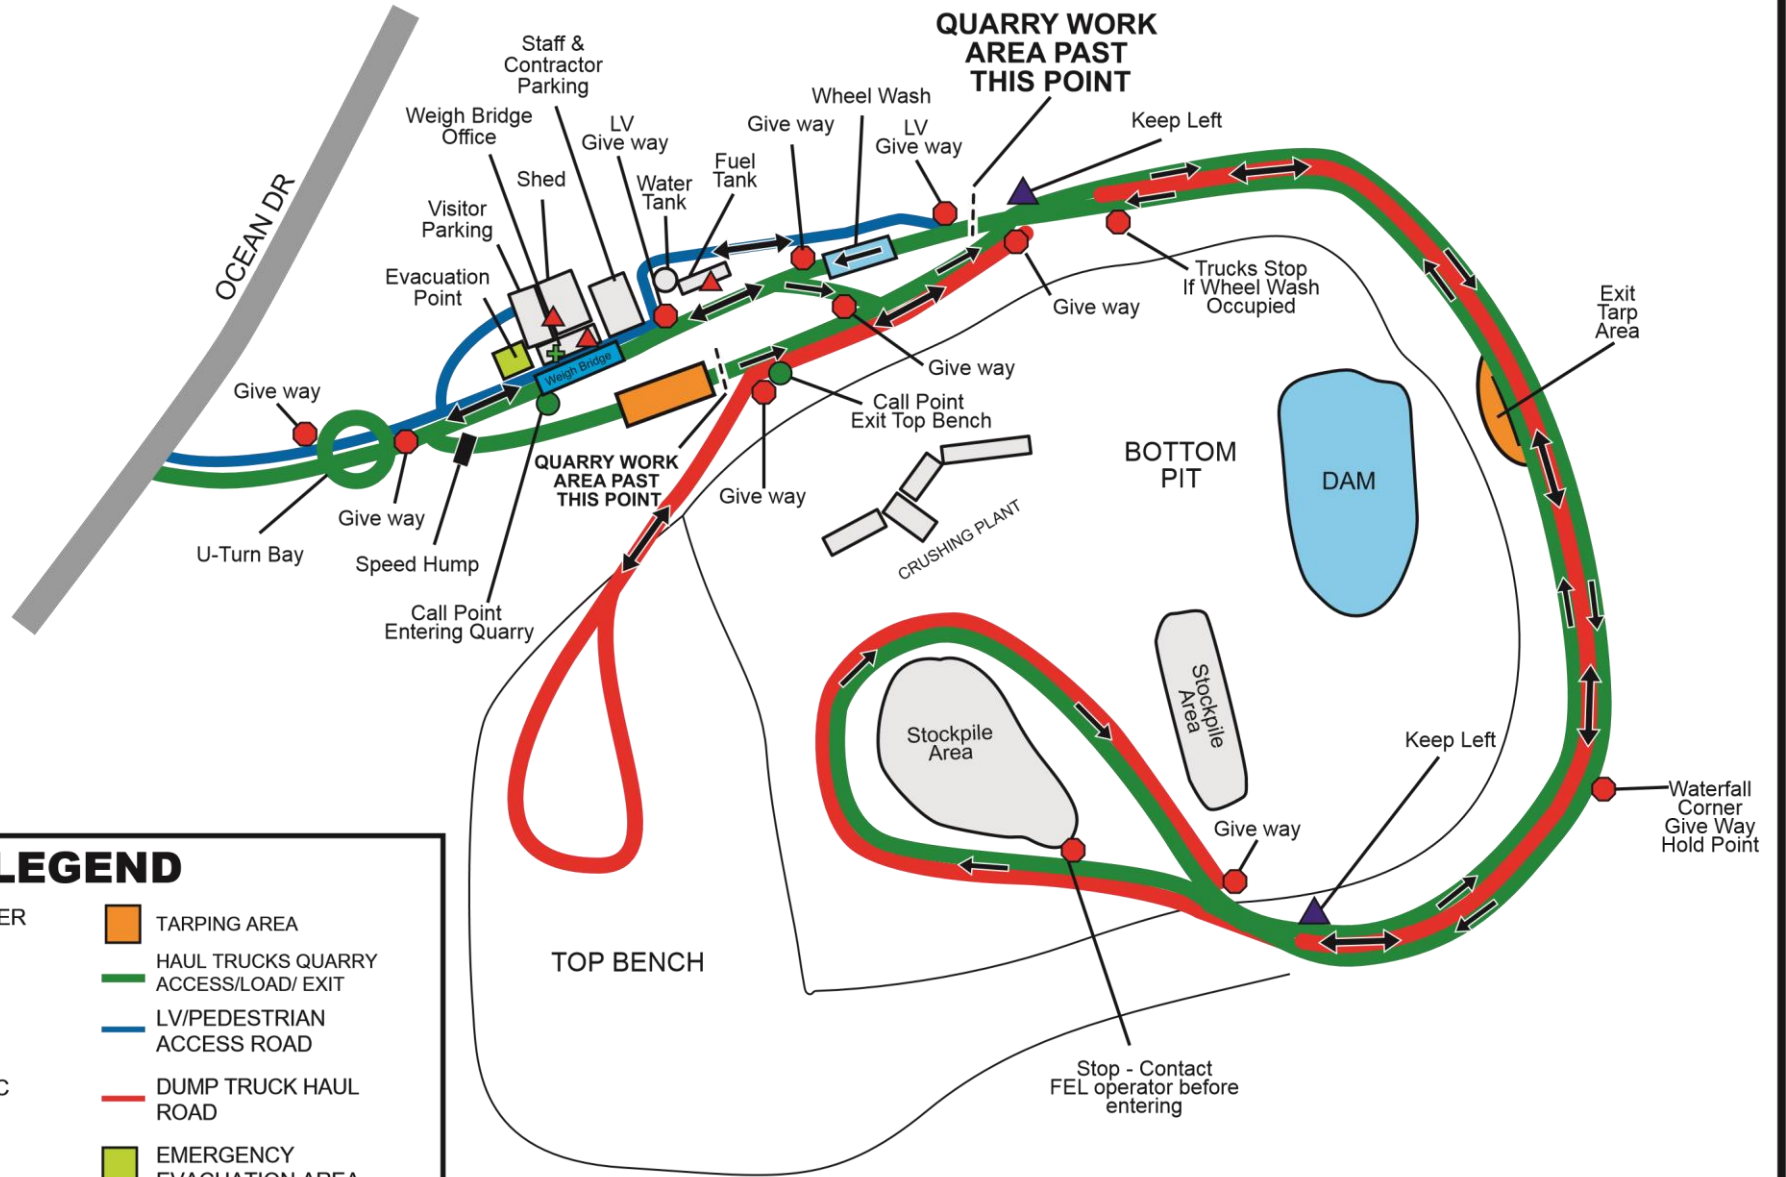 QUARRY WORK
AREA PAST
THIS POINT
Staff &
Contractor
Parking
Wheel Wash
Keep Left
Weigh Bridge
Office
LV
Give way
Give way
LV
Give way
Fuel
Tank
Shed
Water
Tank
Visitor
Parking
OCEAN DR
Evacuation
Point
Trucks Stop
If Wheel Wash
Occupied
Give way
Exit
Tarp
Area
Weigh Bridge
Give way
Give way
Call Point
Exit Top Bench
BOTTOM
PIT
DAM
QUARRY WORK
AREA PAST
THIS POINT
Give way
Give way
U-Turn Bay
Speed Hump
CRUSHING PLANT
Call Point
Entering Quarry
Stockpile
Area
Stockpile
Area
Keep Left
Waterfall
Corner
Give Way
Hold Point
Give way
TOP BENCH
Stop - Contact
FEL operator before
entering
LEGEND
ER
TARPING AREA
HAUL TRUCKS QUARRY
ACCESS/LOAD/ EXIT
LV/PEDESTRIAN
ACCESS ROAD
C
DUMP TRUCK HAUL
ROAD
EMERGENCY
EVACUATION AREA